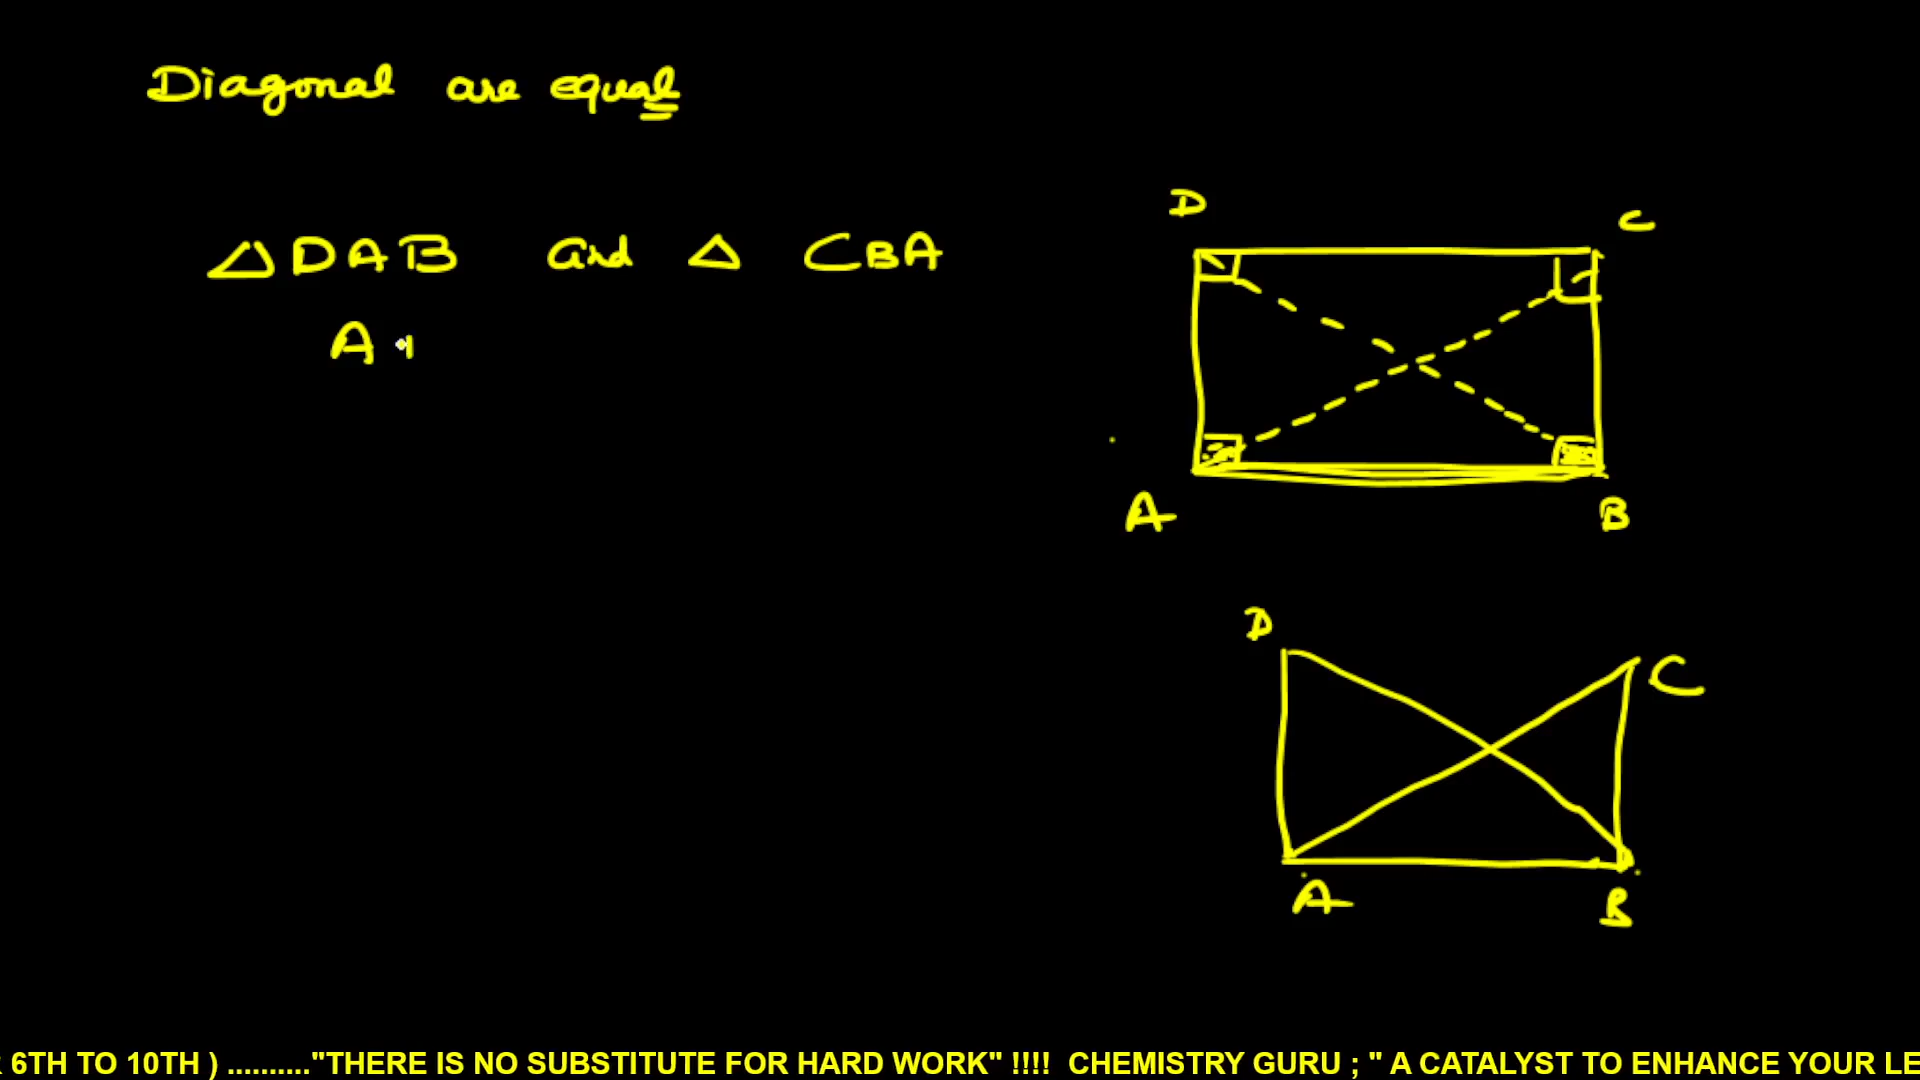 Diagonal are equal
△ DAB and △ CBA
A
D
C
A
B
D
C
A
B
6TH TO 10TH ) .........."THERE IS NO SUBSTITUTE FOR HARD WORK" !!!! CHEMISTRY GURU ; " A CATALYST TO ENHANCE YOUR LE